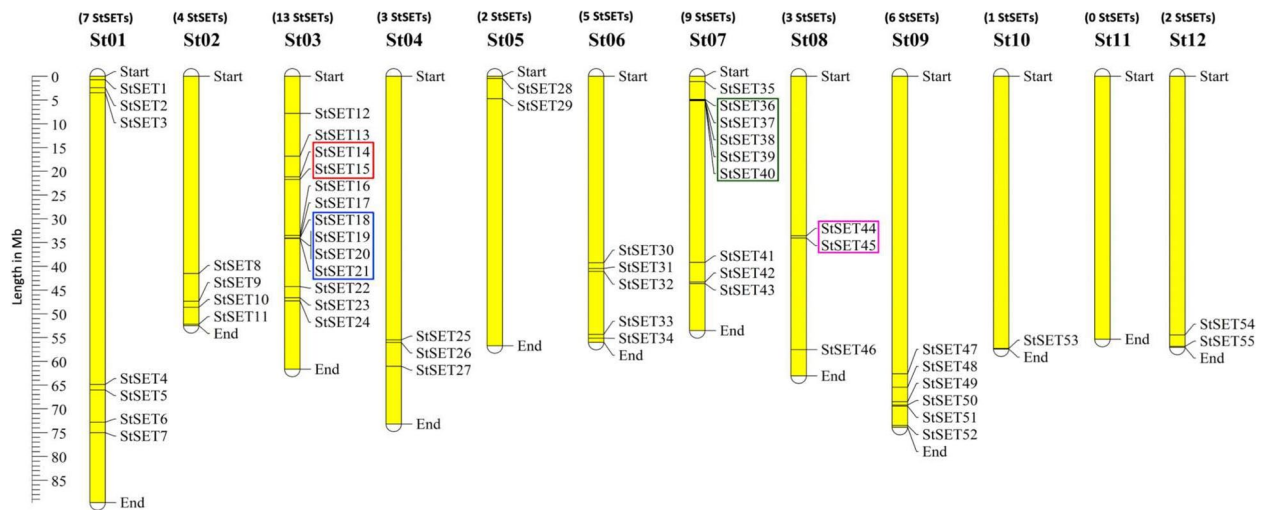 (7 StSETs) (4 StSETs) (13 StSETs) (3 StSETs) (2 StSETs) (5 StSETs) (9 StSETs) (3 StSETs) (6 StSETs) (1 StSETs) (0 StSETs) (2 StSETs)
St01 St02 St03 St04 St05 St06 St07 St08 St09 St10 St11 St12
Length in Mb
0
5
10
15
20
25
30
35
40
45
50
55
60
65
70
75
80
85
Start
StSET1
StSET2
StSET3
StSET4
StSET5
StSET6
StSET7
End
Start
StSET8
StSET9
StSET10
StSET11
End
Start
StSET12
StSET13
StSET14
StSET15
StSET16
StSET17
StSET18
StSET19
StSET20
StSET21
StSET22
StSET23
StSET24
End
Start
StSET25
StSET26
StSET27
End
Start
StSET28
StSET29
End
Start
StSET30
StSET31
StSET32
StSET33
StSET34
End
Start
StSET35
StSET36
StSET37
StSET38
StSET39
StSET40
StSET41
StSET42
StSET43
End
Start
StSET44
StSET45
StSET46
End
Start
StSET47
StSET48
StSET49
StSET50
StSET51
StSET52
End
Start
StSET53
End
Start
End
Start
StSET54
StSET55
End